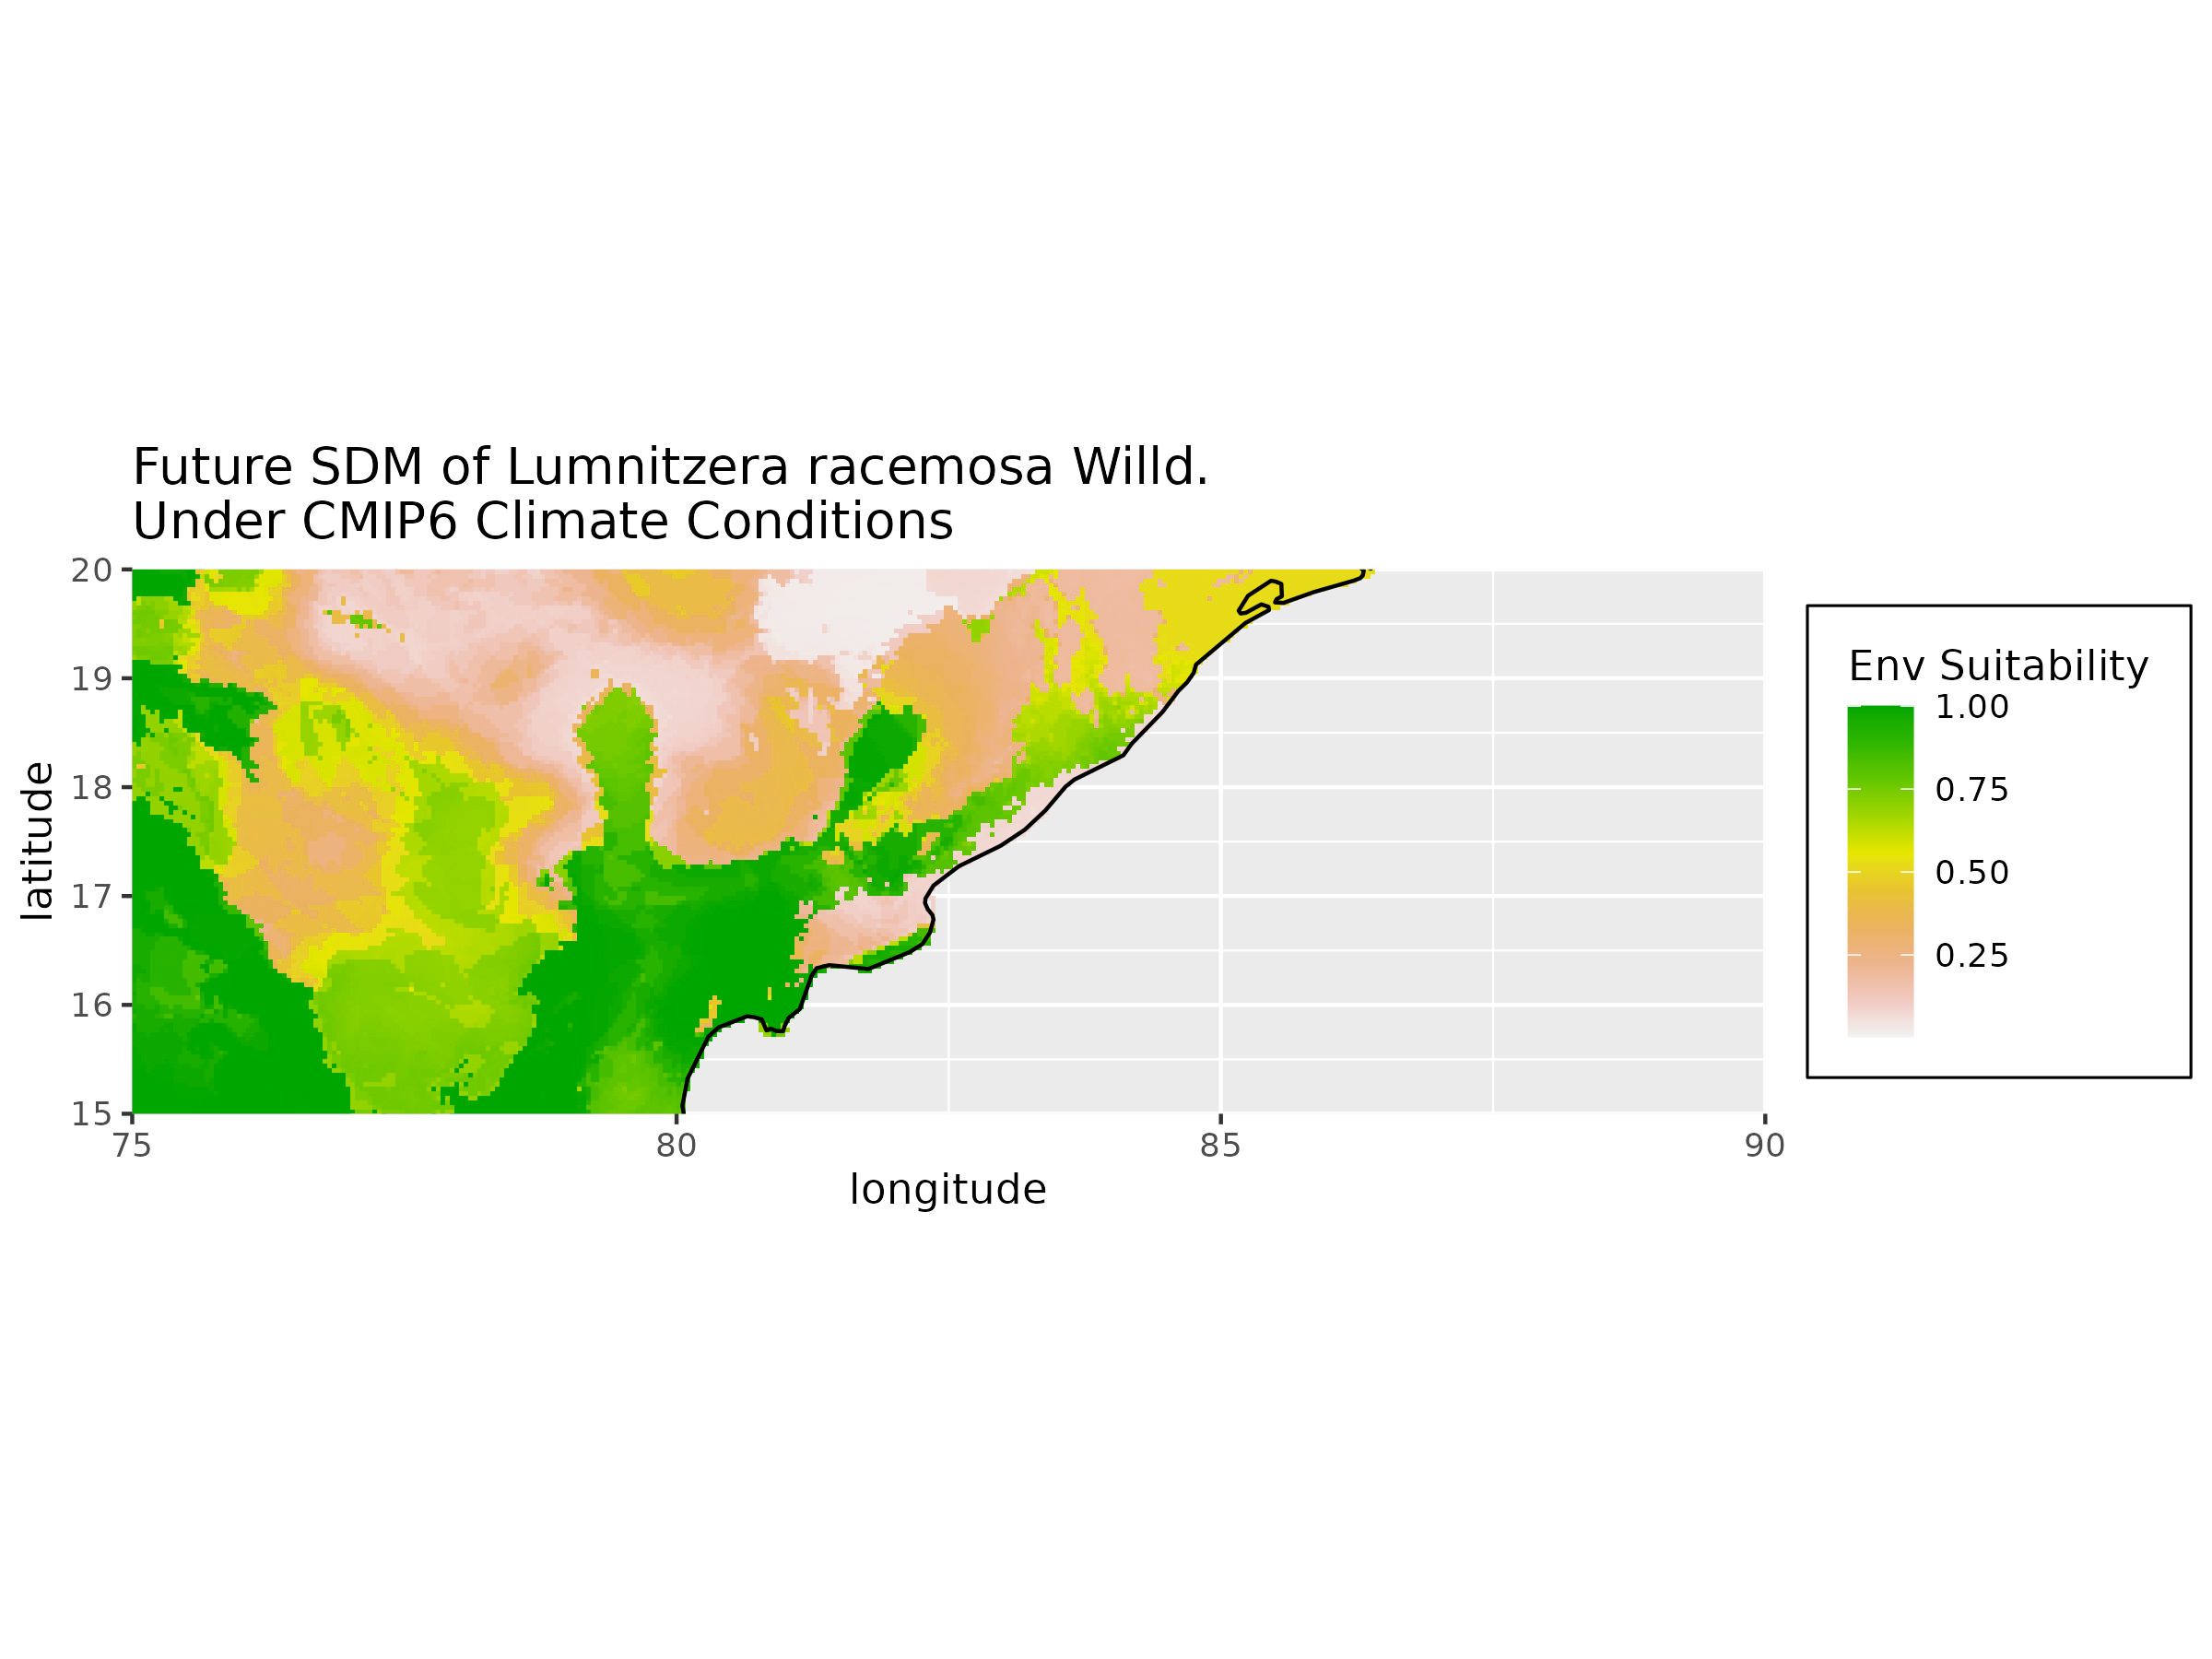 Future SDM of Lumnitzera racemosa Willd.
Under CMIP6 Climate Conditions
20
19
18
17
16
15
latitude
75
80
85
90
longitude
Env Suitability
1.00
0.75
0.50
0.25